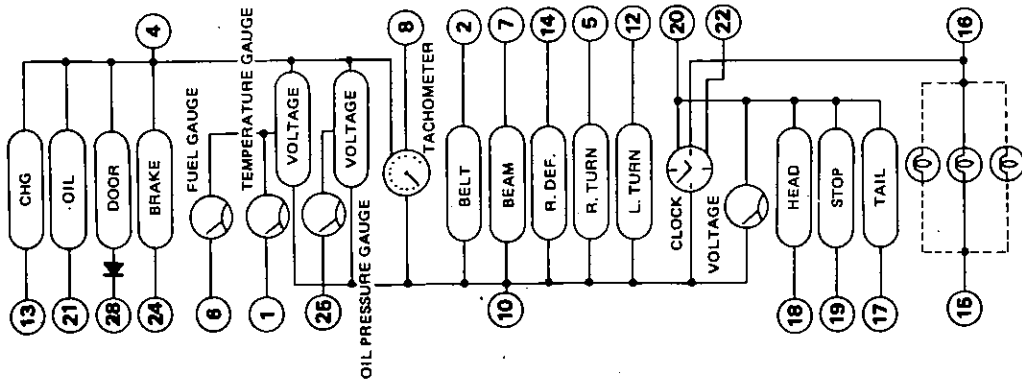 13 CHG
21 OIL
28 DOOR
24 BRAKE 4
FUEL GAUGE
6
TEMPERATURE GAUGE
1
VOLTAGE
25
VOLTAGE
OIL PRESSURE GAUGE
8
TACHOMETER
BELT 2
10 BEAM 7
R. DEF. 14
R. TURN 5
L. TURN 12
CLOCK 20
VOLTAGE 22
18 HEAD
19 STOP
17 TAIL
15 16